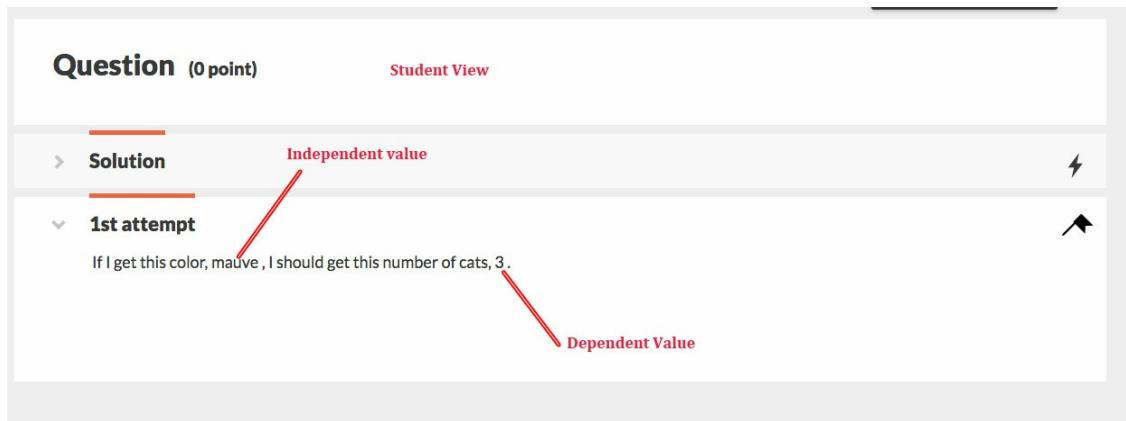 Question (0 point)
Student View
Solution
Independent value
1st attempt
If I get this color, mauve , I should get this number of cats, 3 .
Dependent Value